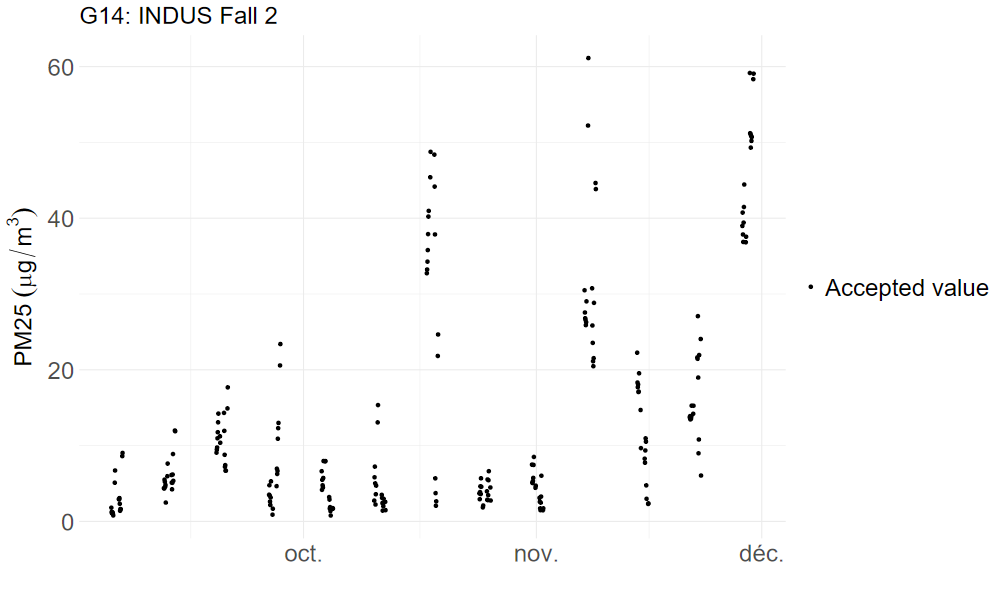 G14: INDUS Fall 2
60
40
20
0
PM25 (μg/m³)
oct. nov. déc.
Accepted value